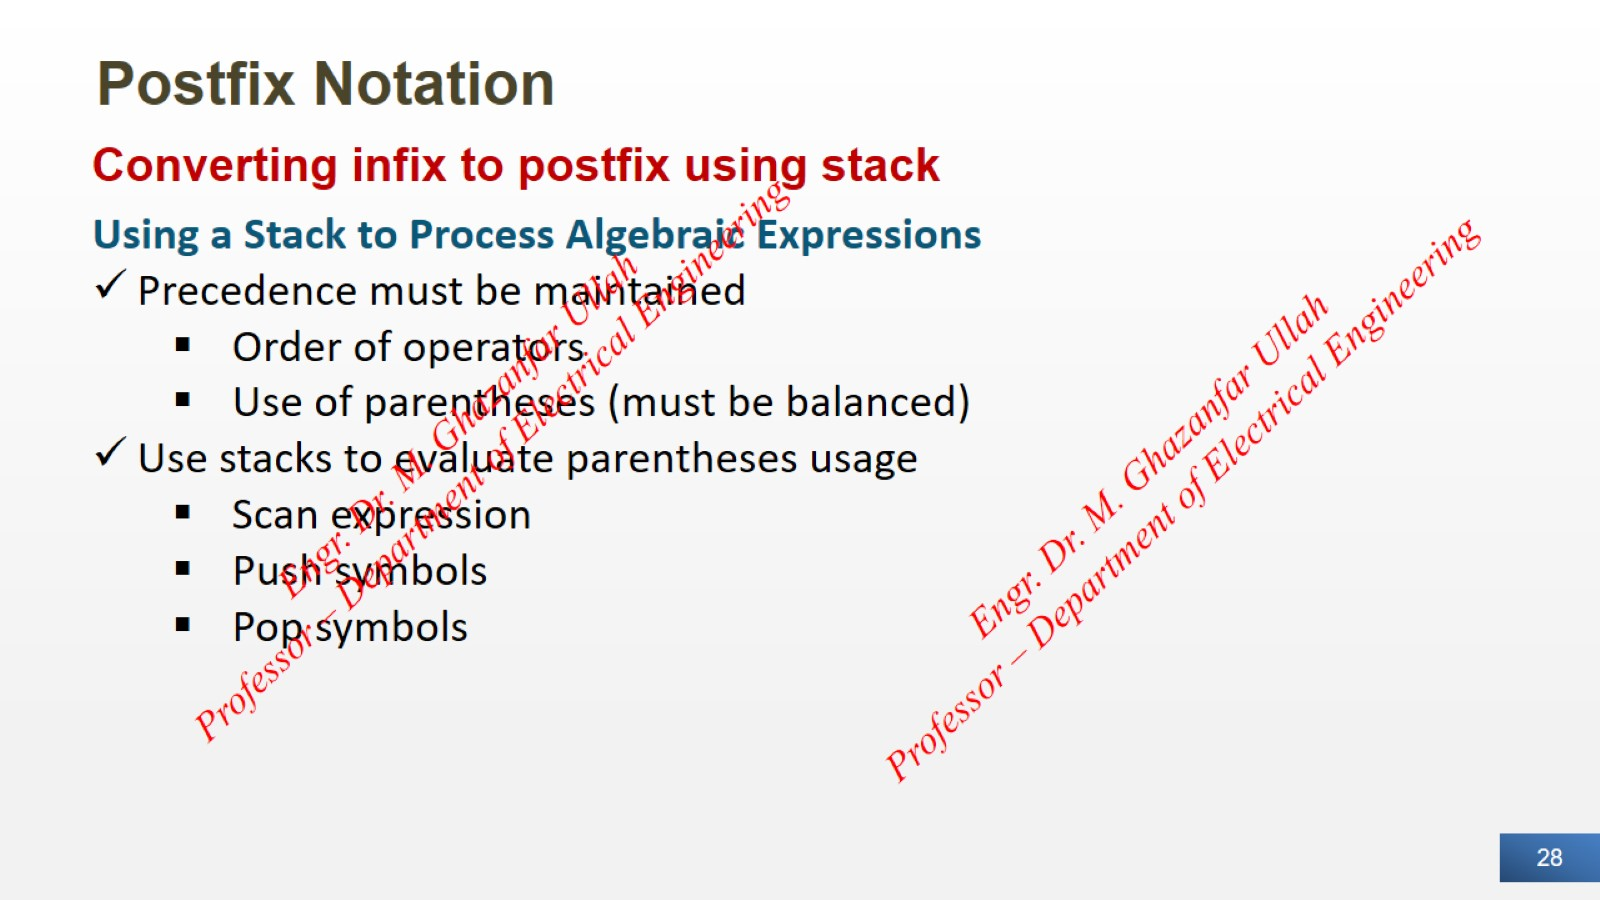 Postfix Notation
Converting infix to postfix using stack
Using a Stack to Process Algebraic Expressions
✓ Precedence must be maintained
▪ Order of operators
▪ Use of parentheses (must be balanced)
✓ Use stacks to evaluate parentheses usage
▪ Scan expression
▪ Push symbols
▪ Pop symbols
Engr. Dr. M. Ghazanfar Ullah
Professor – Department of Electrical Engineering
Engr. Dr. M. Ghazanfar Ullah
Professor – Department of Electrical Engineering
28